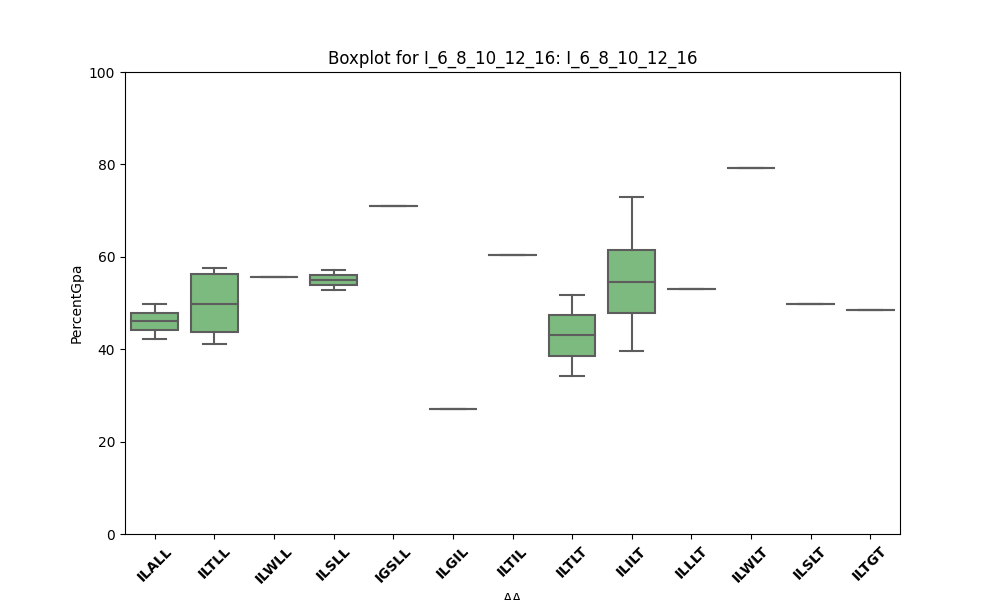 Boxplot for I_6_8_10_12_16: I_6_8_10_12_16
100
80
60
40
20
0
PercentGpa
ILALL
ILTLL
ILWLL
ILSLL
IGSLL
ILGIL
ILTIL
ILTLT
ILILT
ILLLT
ILWLT
ILSLT
ILTGT
AA